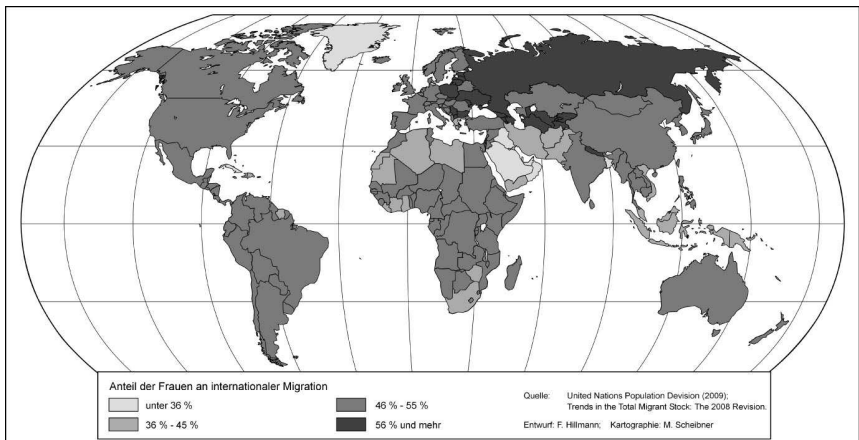 Anteil der Frauen an internationaler Migration
unter 36 %
36 % - 45 %
46 % - 55 %
56 % und mehr
Quelle: United Nations Population Devision (2009);
Trends in the Total Migrant Stock: The 2008 Revision.
Entwurf: F. Hillmann; Kartographie: M. Scheibner